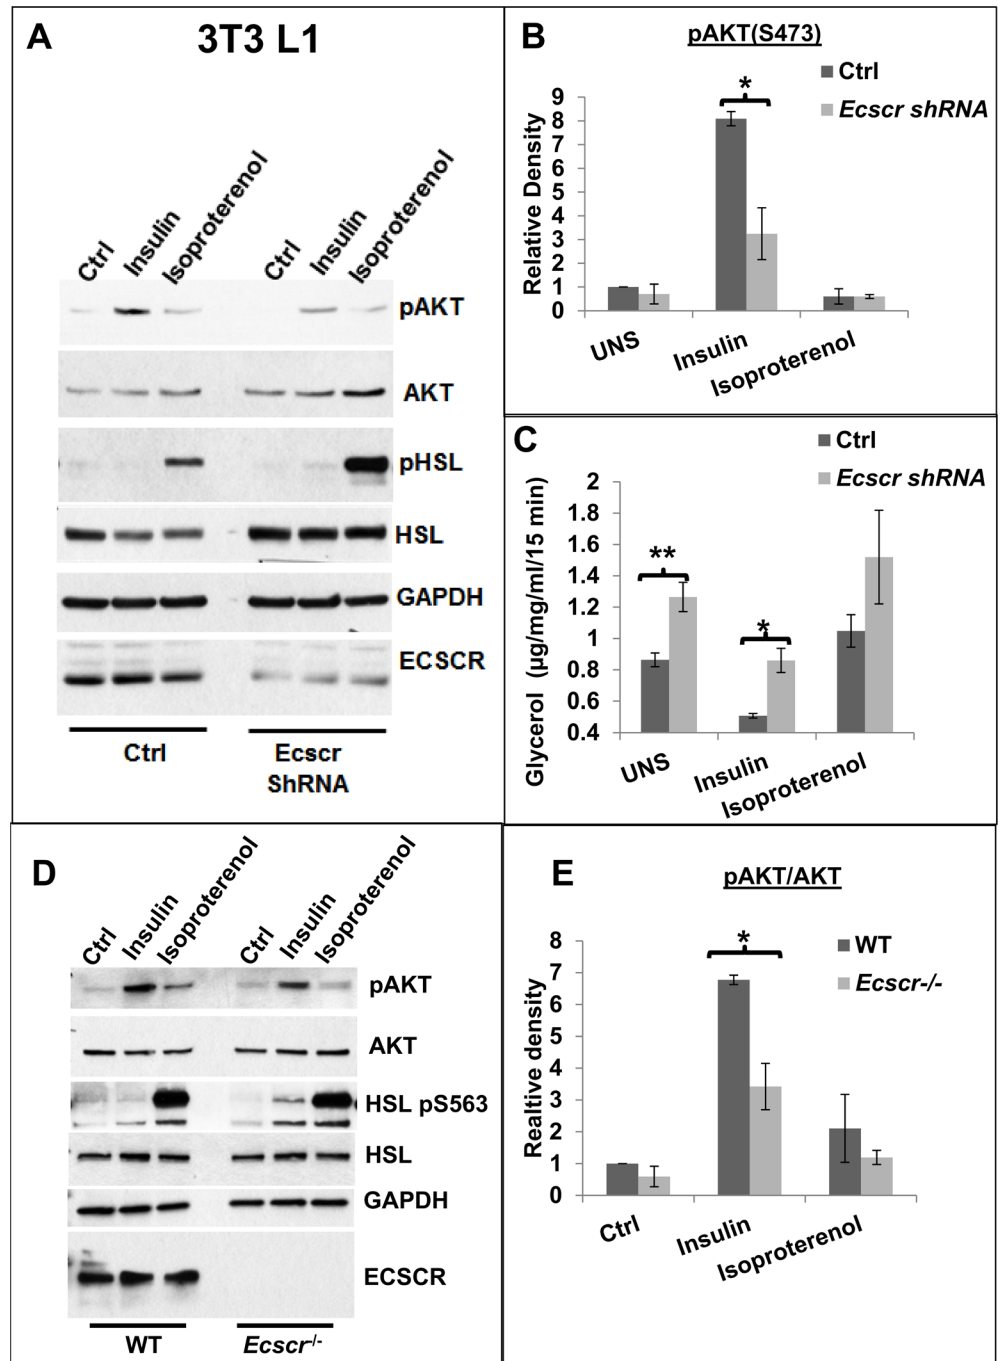 A
3T3 L1
Ctrl
Insulin
Isoproterenol
Ctrl
Insulin
Isoproterenol
pAKT
AKT
pHSL
HSL
GAPDH
ECSCR
Ctrl
Ecscr
ShRNA
B
pAKT(S473)
Ctrl
Ecscr shRNA
*
Relative Density
9
8
7
6
5
4
3
2
1
0
UNS
Insulin
Isoproterenol
C
Ctrl
Ecscr shRNA
Glycerol (µg/mg/ml/15 min)
2
1.8
1.6
1.4
1.2
1
0.8
0.6
0.4
**
*
UNS
Insulin
Isoproterenol
D
Ctrl
Insulin
Isoproterenol
Ctrl
Insulin
Isoproterenol
pAKT
AKT
HSL pS563
HSL
GAPDH
ECSCR
WT
Ecscr-/-
E
pAKT/AKT
WT
Ecscr-/-
*
Realtive density
8
7
6
5
4
3
2
1
0
Ctrl
Insulin
Isoproterenol